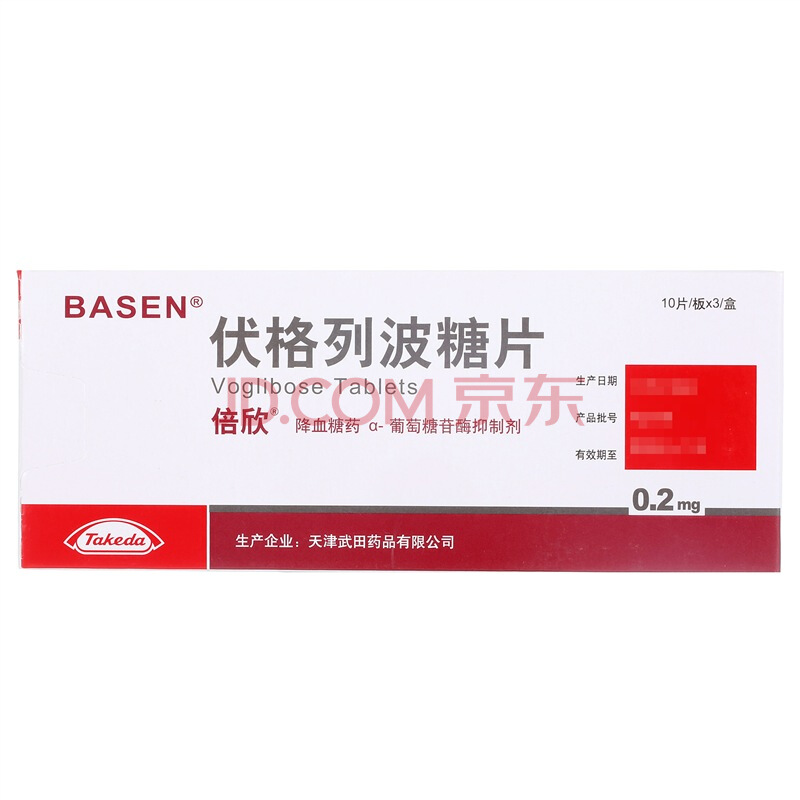 BASEN®
10片/板x3/盒
伏格列波糖片
Voglibose Tablets
JD.COM 京东
倍欣®
降血糖药 α- 葡萄糖苷酶抑制剂
生产日期
产品批号
有效期至
0.2mg
Takeda
生产企业：天津武田药品有限公司